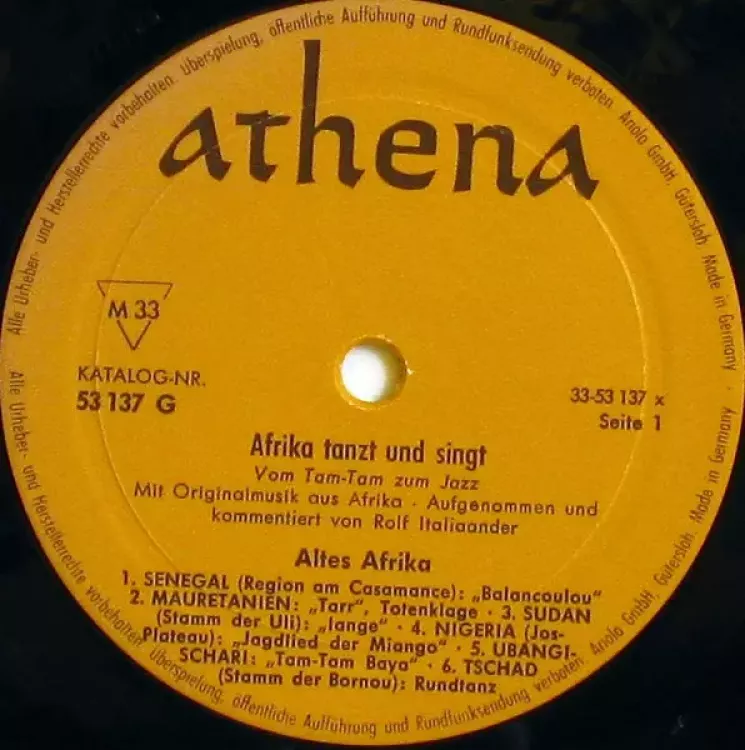 Alle Urheber- und Herstellerrechte vorbehalten. Überspielung, öffentliche Aufführung und Rundfunksendung verboten. Ariola GmbH, Gütersloh. Made in Germany ·
athena
M 33
KATALOG-NR.
53 137 G
33-53 137 x
Seite 1
Afrika tanzt und singt
Vom Tam-Tam zum Jazz
Mit Originalmusik aus Afrika · Aufgenommen und
kommentiert von Rolf Italiaander
Altes Afrika
1. SENEGAL (Region am Casamance): „Balancoulou"
2. MAURETANIEN: „Tarr", Totenklage · 3. SUDAN
(Stamm der Uli): „Iange" · 4. NIGERIA (Jos-
Plateau): „Jagdlied der Miango" · 5. UBANGI-
SCHARI: „Tam-Tam Baya" · 6. TSCHAD
(Stamm der Bornou): Rundtanz
Alle Urheber- und Herstellerrechte vorbehalten. Überspielung, öffentliche Aufführung und Rundfunksendung verboten. Ariola GmbH, Gütersloh. Made in Germany ·